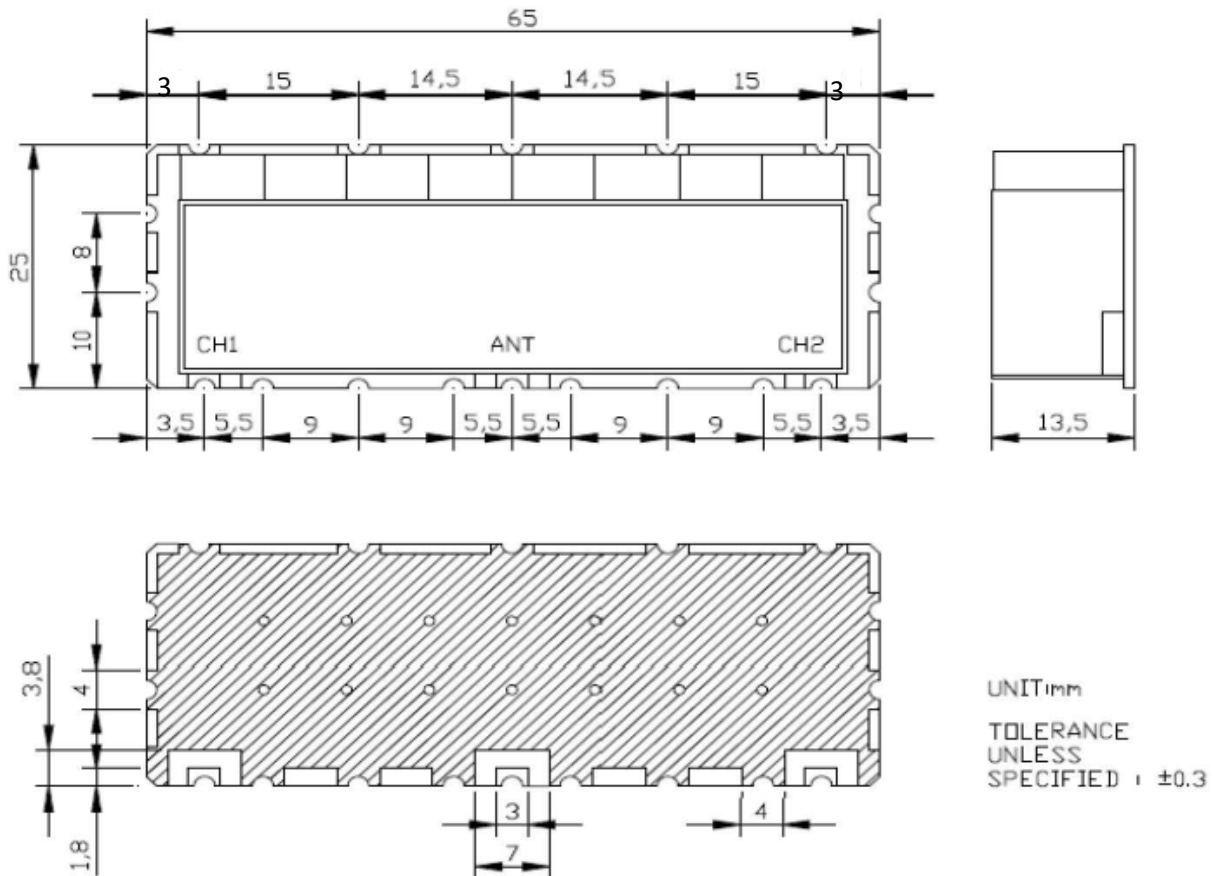 65
3 15 14,5 14,5 15 3
25
8
10
CH1 ANT CH2
3,5 5,5 9 9 5,5 5,5 9 9 5,5 3,5
13,5
3,8
4
1,8
3
7
4
UNIT:mm
TOLERANCE
UNLESS
SPECIFIED : ±0.3